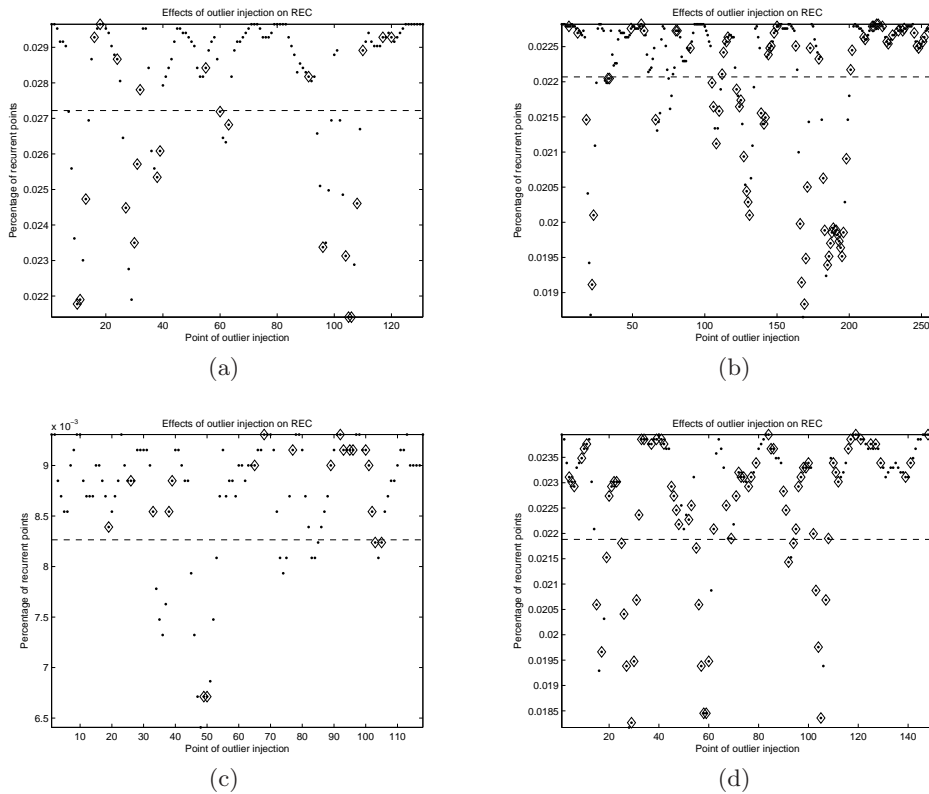 Effects of outlier injection on REC
Percentage of recurrent points
0.029
0.028
0.027
0.026
0.025
0.024
0.023
0.022
20 40 60 80 100 120
Point of outlier injection
(a)
Effects of outlier injection on REC
Percentage of recurrent points
0.0225
0.022
0.0215
0.021
0.0205
0.02
0.0195
0.019
50 100 150 200 250
Point of outlier injection
(b)
x 10⁻³
Effects of outlier injection on REC
Percentage of recurrent points
9
8.5
8
7.5
7
6.5
10 20 30 40 50 60 70 80 90 100 110
Point of outlier injection
(c)
Effects of outlier injection on REC
Percentage of recurrent points
0.0235
0.023
0.0225
0.022
0.0215
0.021
0.0205
0.02
0.0195
0.019
0.0185
20 40 60 80 100 120 140
Point of outlier injection
(d)